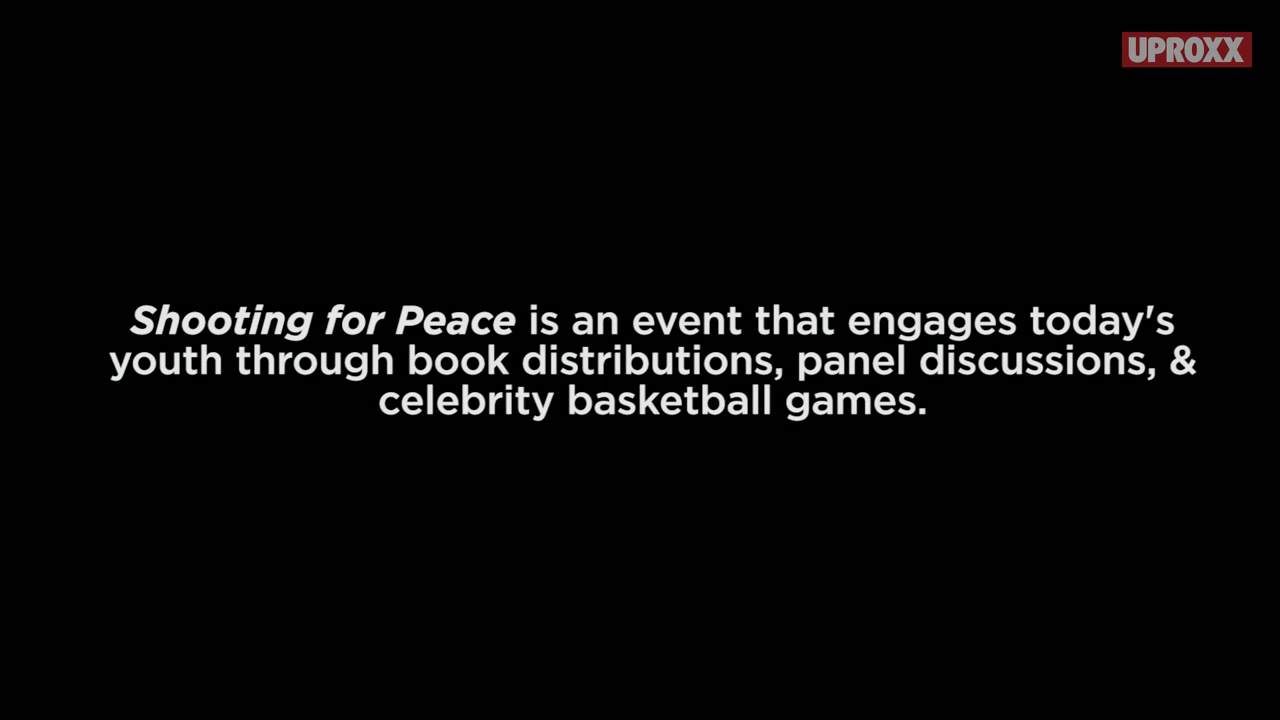 UPROXX
Shooting for Peace is an event that engages today's
youth through book distributions, panel discussions, &
celebrity basketball games.